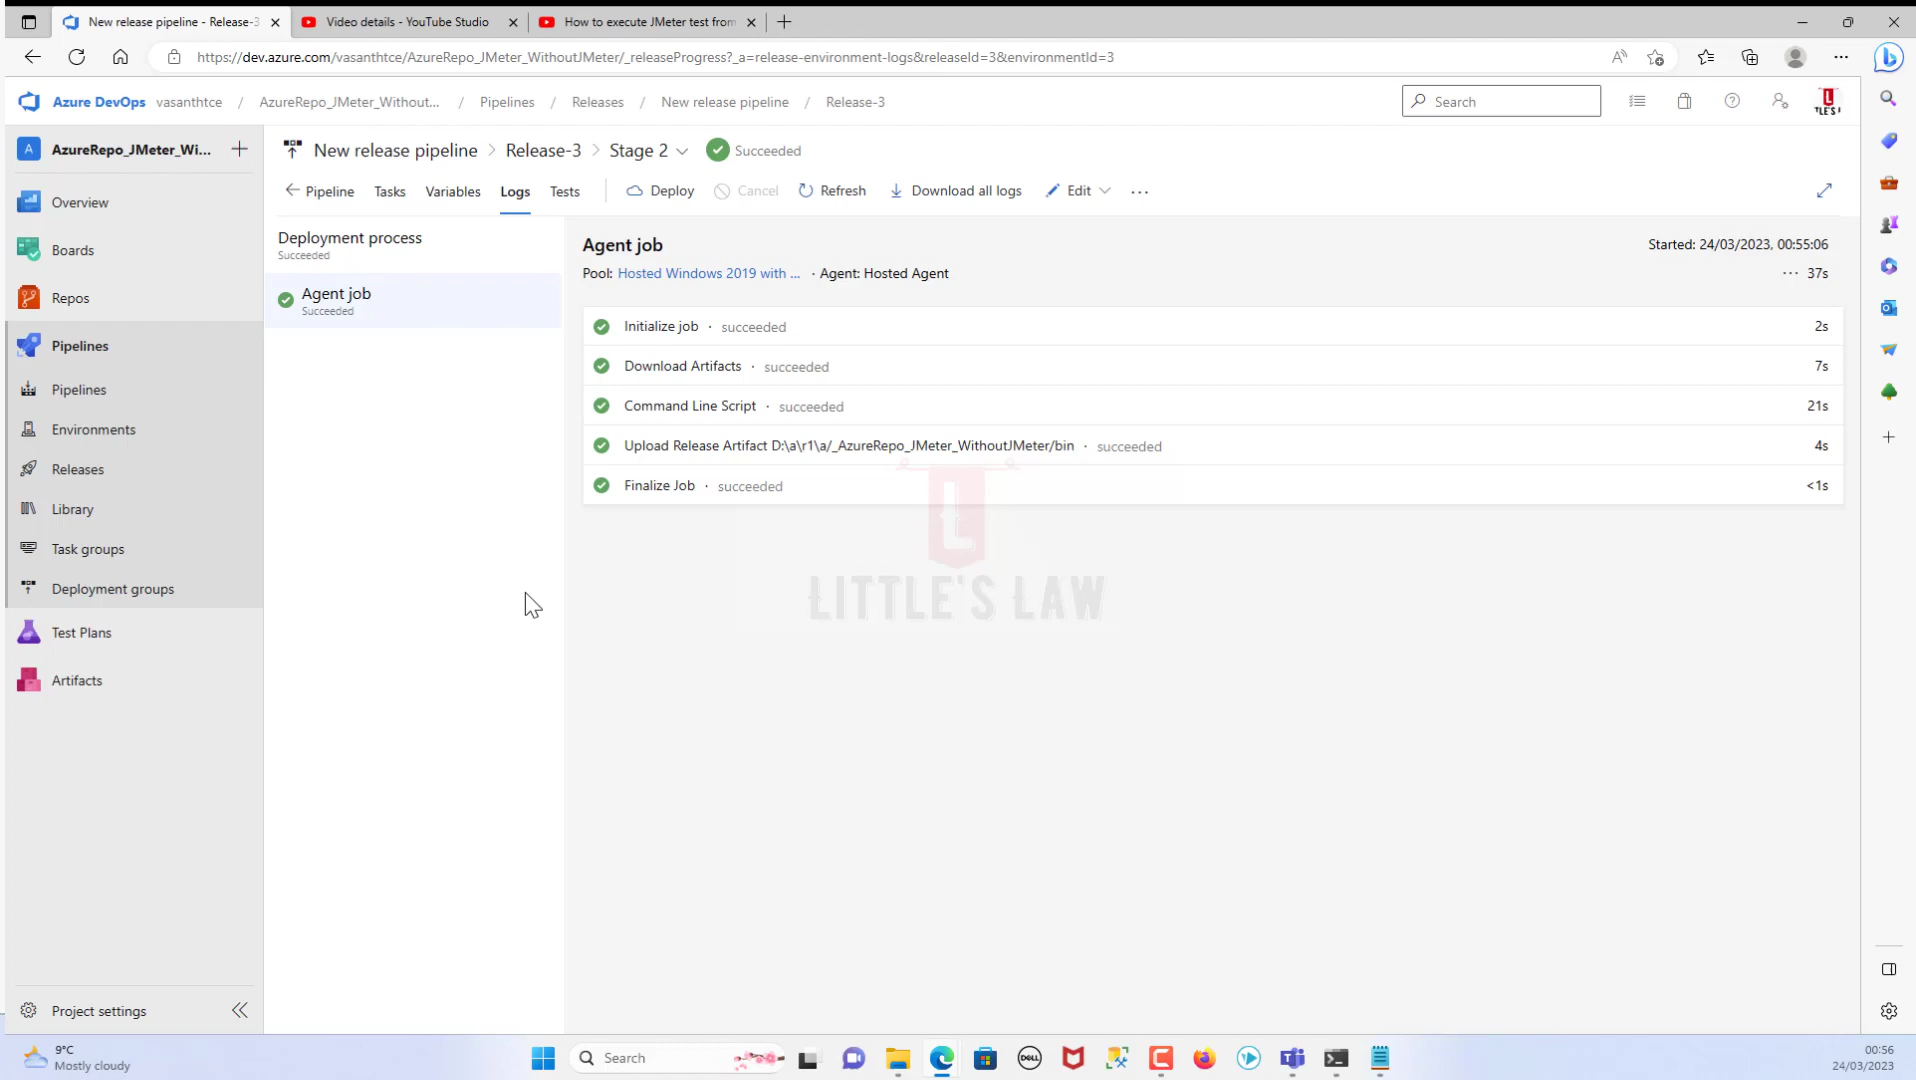 New release pipeline - Release-3
Video details - YouTube Studio
How to execute JMeter test from
https://dev.azure.com/vasanthtce/AzureRepo_JMeter_WithoutJMeter/_releaseProgress?_a=release-environment-logs&releaseId=3&environmentId=3
Azure DevOps vasanthtce / AzureRepo_JMeter_Without... / Pipelines / Releases / New release pipeline / Release-3
Search
A AzureRepo_JMeter_Wi...
New release pipeline > Release-3 > Stage 2 Succeeded
Pipeline Tasks Variables Logs Tests Deploy Cancel Refresh Download all logs Edit
Overview
Boards
Repos
Pipelines
Pipelines
Environments
Releases
Library
Task groups
Deployment groups
Test Plans
Artifacts
Project settings
Deployment process
Succeeded
Agent job
Succeeded
Agent job
Started: 24/03/2023, 00:55:06
Pool: Hosted Windows 2019 with ... · Agent: Hosted Agent
··· 37s
Initialize job · succeeded 2s
Download Artifacts · succeeded 7s
Command Line Script · succeeded 21s
Upload Release Artifact D:\a\r1\a/_AzureRepo_JMeter_WithoutJMeter/bin · succeeded 4s
Finalize Job · succeeded <1s
L
LITTLE'S LAW
9°C
Mostly cloudy
Search
DELL
00:56
24/03/2023